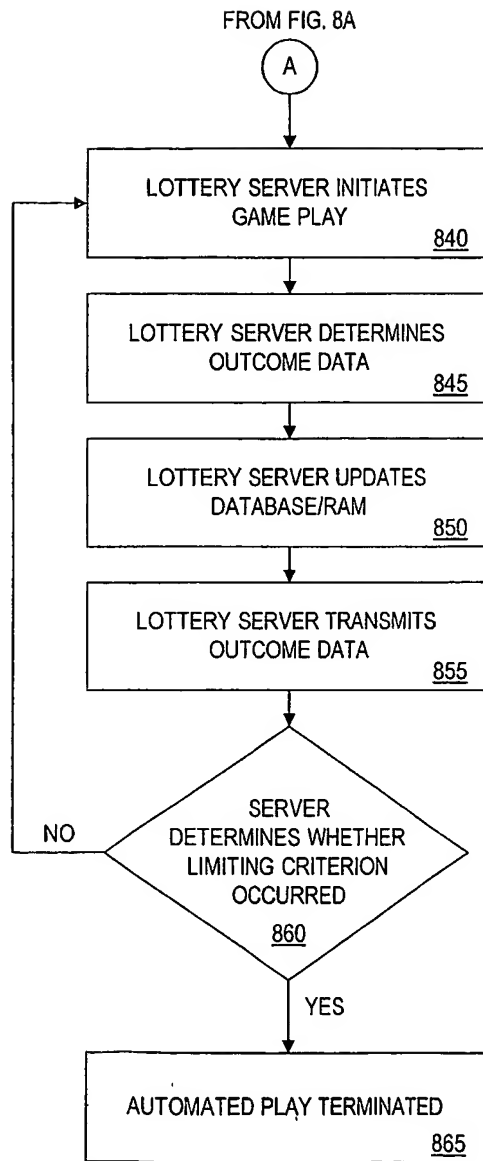 FROM FIG. 8A
A
LOTTERY SERVER INITIATES
GAME PLAY
840
LOTTERY SERVER DETERMINES
OUTCOME DATA
845
LOTTERY SERVER UPDATES
DATABASE/RAM
850
LOTTERY SERVER TRANSMITS
OUTCOME DATA
855
SERVER
DETERMINES WHETHER
LIMITING CRITERION
OCCURRED
860
NO
YES
AUTOMATED PLAY TERMINATED
865